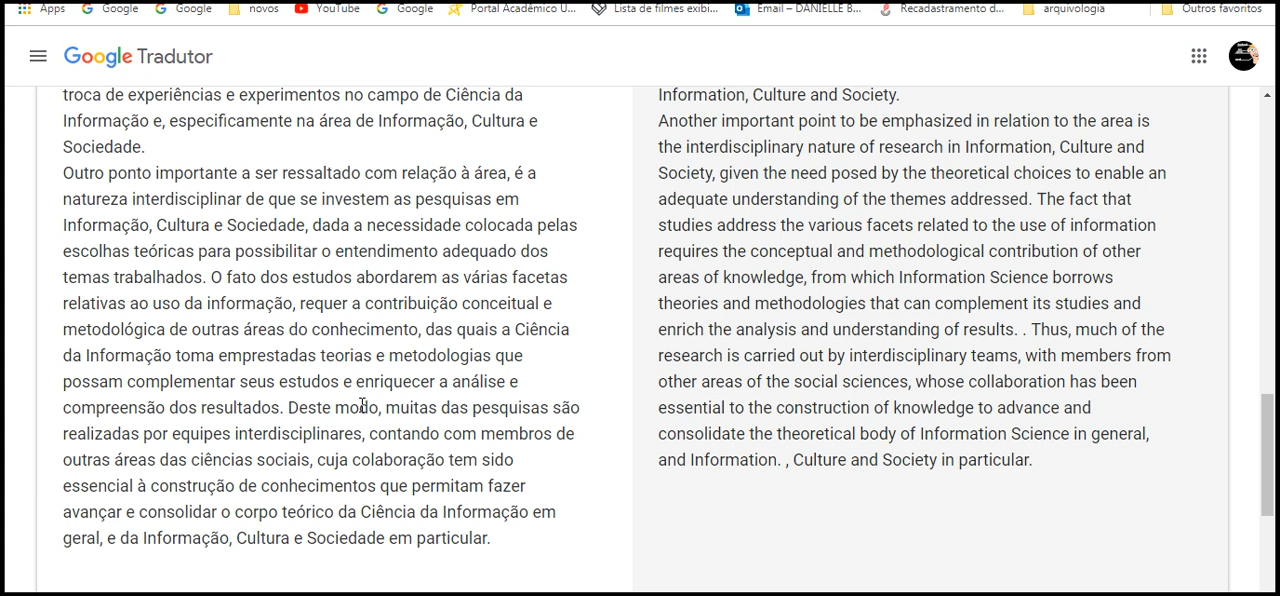 Apps Google Google novos YouTube Google Portal Acadêmico U... Lista de filmes exibi... Email – DANIELLE B... Recadastramento d... arquivologia Outros favoritos
Google Tradutor
troca de experiências e experimentos no campo de Ciência da
Informação e, especificamente na área de Informação, Cultura e
Sociedade.
Outro ponto importante a ser ressaltado com relação à área, é a
natureza interdisciplinar de que se investem as pesquisas em
Informação, Cultura e Sociedade, dada a necessidade colocada pelas
escolhas teóricas para possibilitar o entendimento adequado dos
temas trabalhados. O fato dos estudos abordarem as várias facetas
relativas ao uso da informação, requer a contribuição conceitual e
metodológica de outras áreas do conhecimento, das quais a Ciência
da Informação toma emprestadas teorias e metodologias que
possam complementar seus estudos e enriquecer a análise e
compreensão dos resultados. Deste modo, muitas das pesquisas são
realizadas por equipes interdisciplinares, contando com membros de
outras áreas das ciências sociais, cuja colaboração tem sido
essencial à construção de conhecimentos que permitam fazer
avançar e consolidar o corpo teórico da Ciência da Informação em
geral, e da Informação, Cultura e Sociedade em particular.
Information, Culture and Society.
Another important point to be emphasized in relation to the area is
the interdisciplinary nature of research in Information, Culture and
Society, given the need posed by the theoretical choices to enable an
adequate understanding of the themes addressed. The fact that
studies address the various facets related to the use of information
requires the conceptual and methodological contribution of other
areas of knowledge, from which Information Science borrows
theories and methodologies that can complement its studies and
enrich the analysis and understanding of results. . Thus, much of the
research is carried out by interdisciplinary teams, with members from
other areas of the social sciences, whose collaboration has been
essential to the construction of knowledge to advance and
consolidate the theoretical body of Information Science in general,
and Information. , Culture and Society in particular.